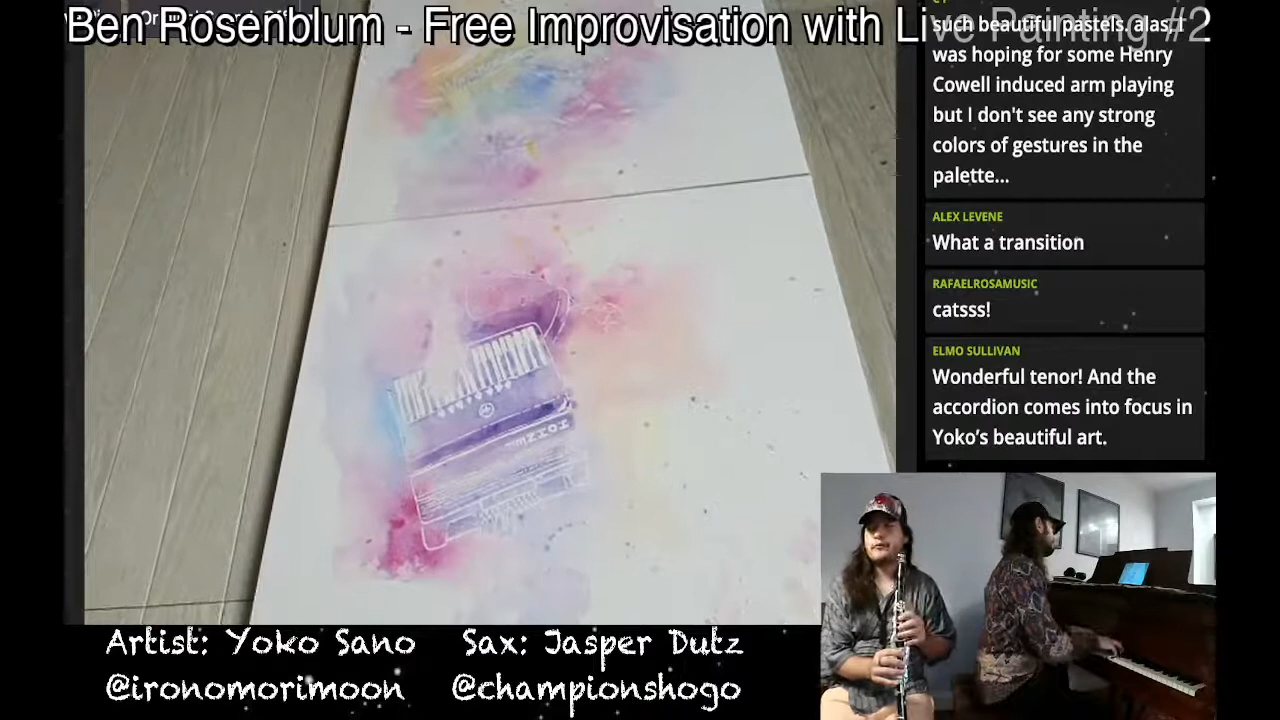 Ben Rosenblum - Free Improvisation with Live Painting #2
such beautiful pastels, alas, I
was hoping for some Henry
Cowell induced arm playing
but I don't see any strong
colors of gestures in the
palette...
ALEX LEVENE
What a transition
RAFAELROSAMUSIC
catsss!
ELMO SULLIVAN
Wonderful tenor! And the
accordion comes into focus in
Yoko's beautiful art.
HOHNER
Artist: Yoko Sano
@ironomorimoon
Sax: Jasper Dutz
@championshogo